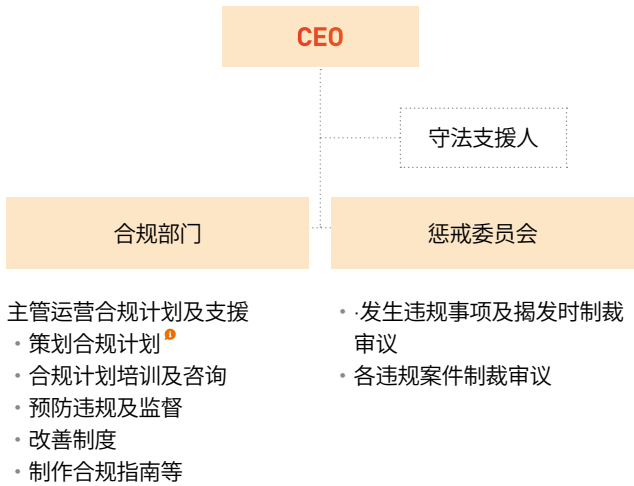 CEO
守法支援人
合规部门
惩戒委员会
主管运营合规计划及支援
・策划合规计划
・合规计划培训及咨询
・预防违规及监督
・改善制度
・制作合规指南等
・·发生违规事项及揭发时制裁
审议
・各违规案件制裁审议